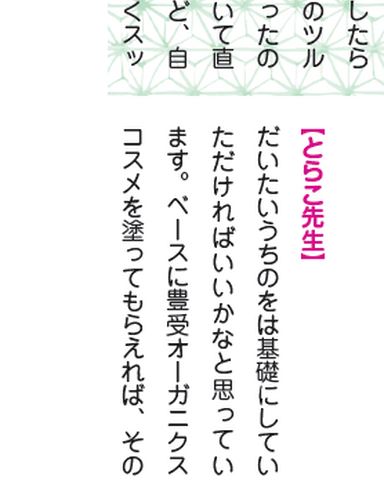 したら
のツル
ったの
いて直
ど、自
くスッ
【とらこ先生】
だいたいうちのをは基礎にしてい
ただければいいかなと思ってい
ます。ベースに豊受オーガニクス
コスメを塗ってもらえれば、その